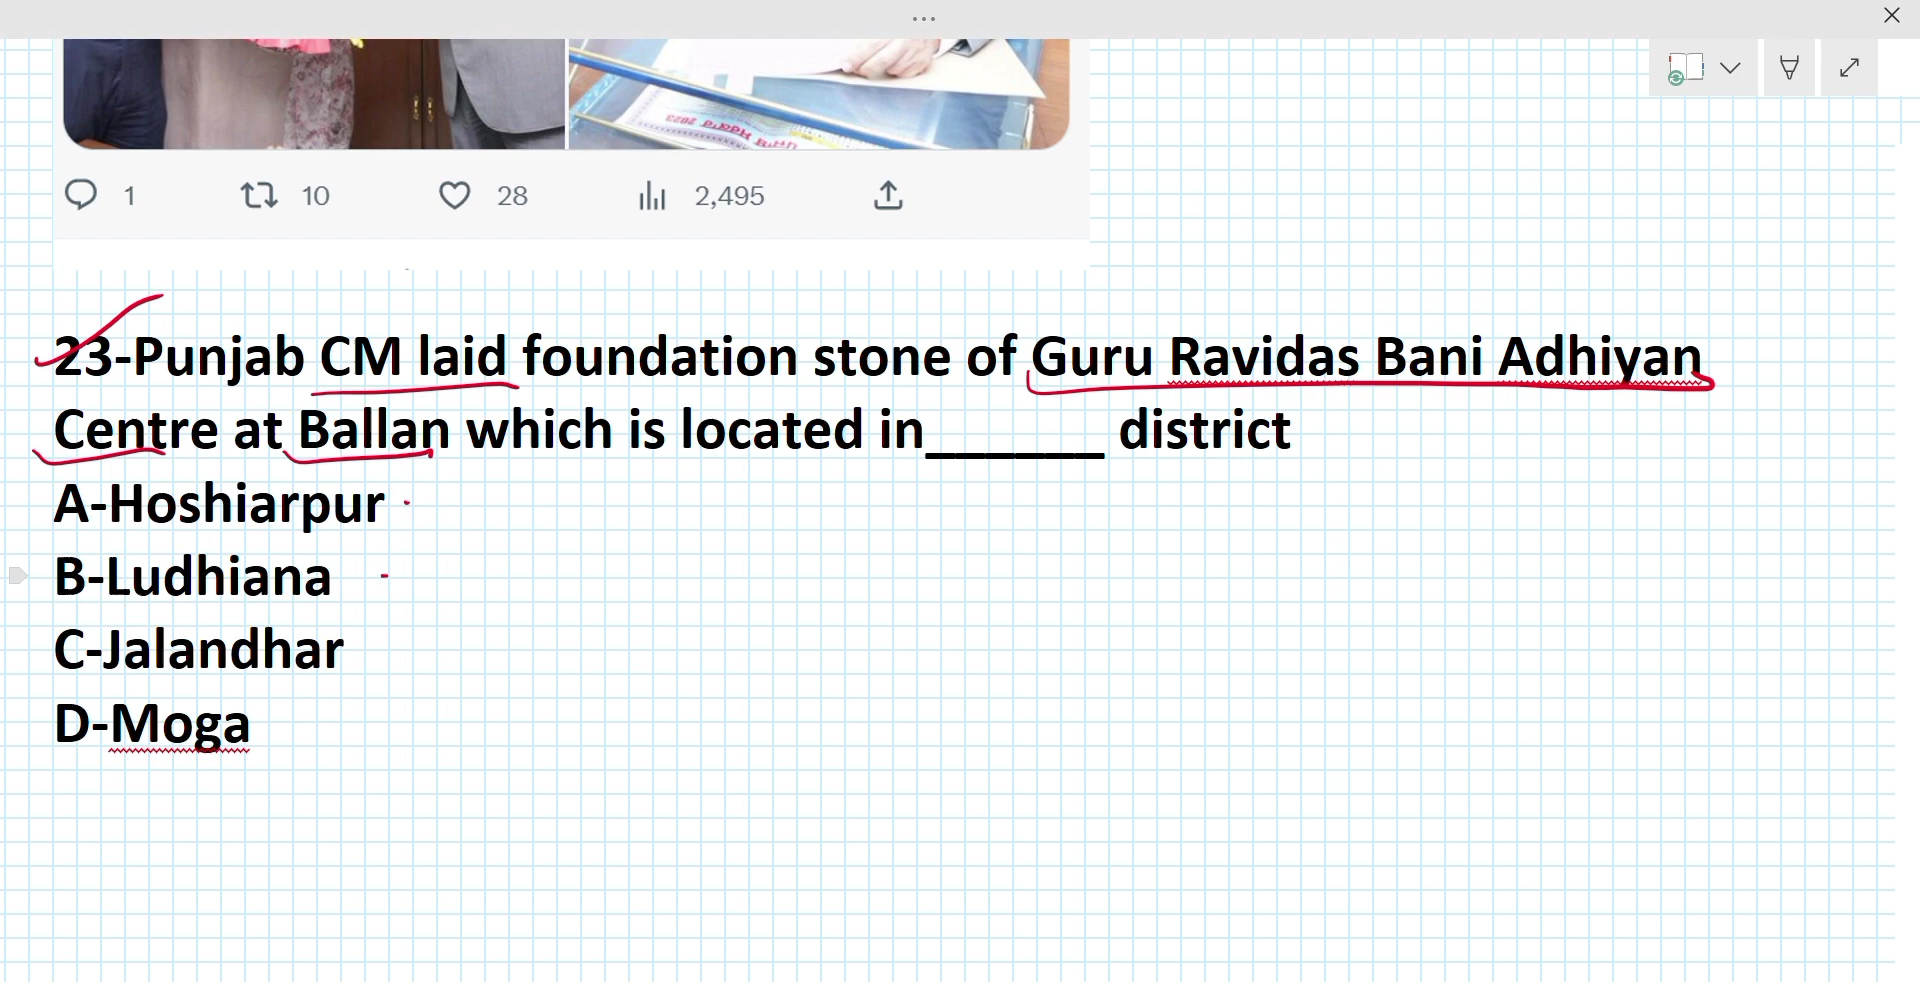 1 10 28 2,495
23-Punjab CM laid foundation stone of Guru Ravidas Bani Adhiyan
Centre at Ballan which is located in______ district
A-Hoshiarpur
B-Ludhiana
C-Jalandhar
D-Moga